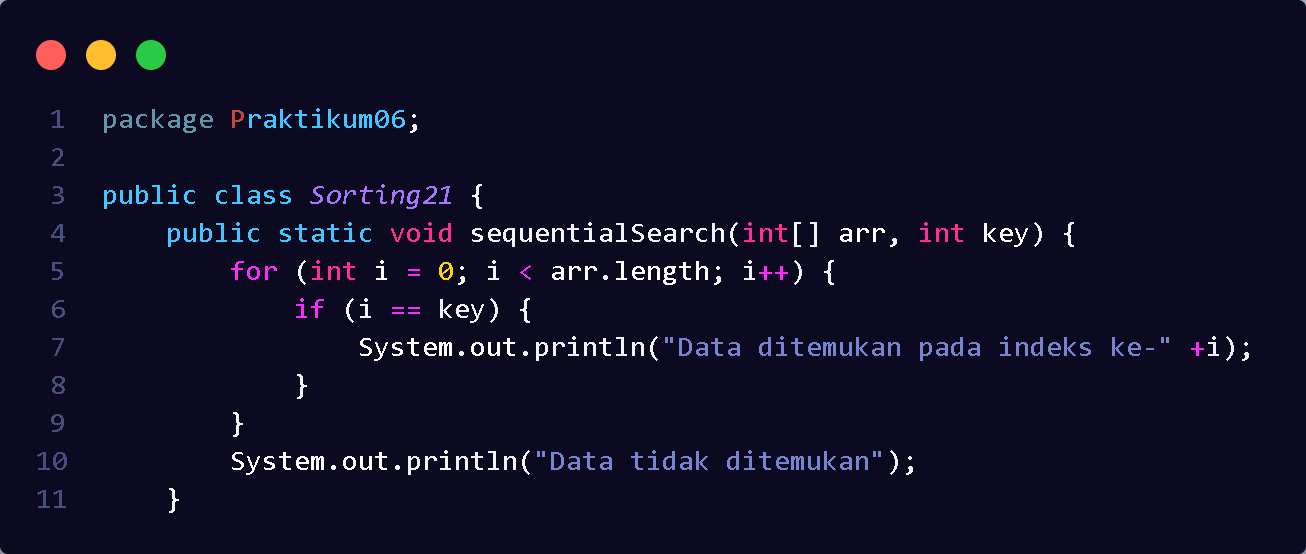 1 package Praktikum06;
2
3 public class Sorting21 {
4     public static void sequentialSearch(int[] arr, int key) {
5         for (int i = 0; i < arr.length; i++) {
6             if (i == key) {
7                 System.out.println("Data ditemukan pada indeks ke-" +i);
8             }
9         }
10         System.out.println("Data tidak ditemukan");
11     }